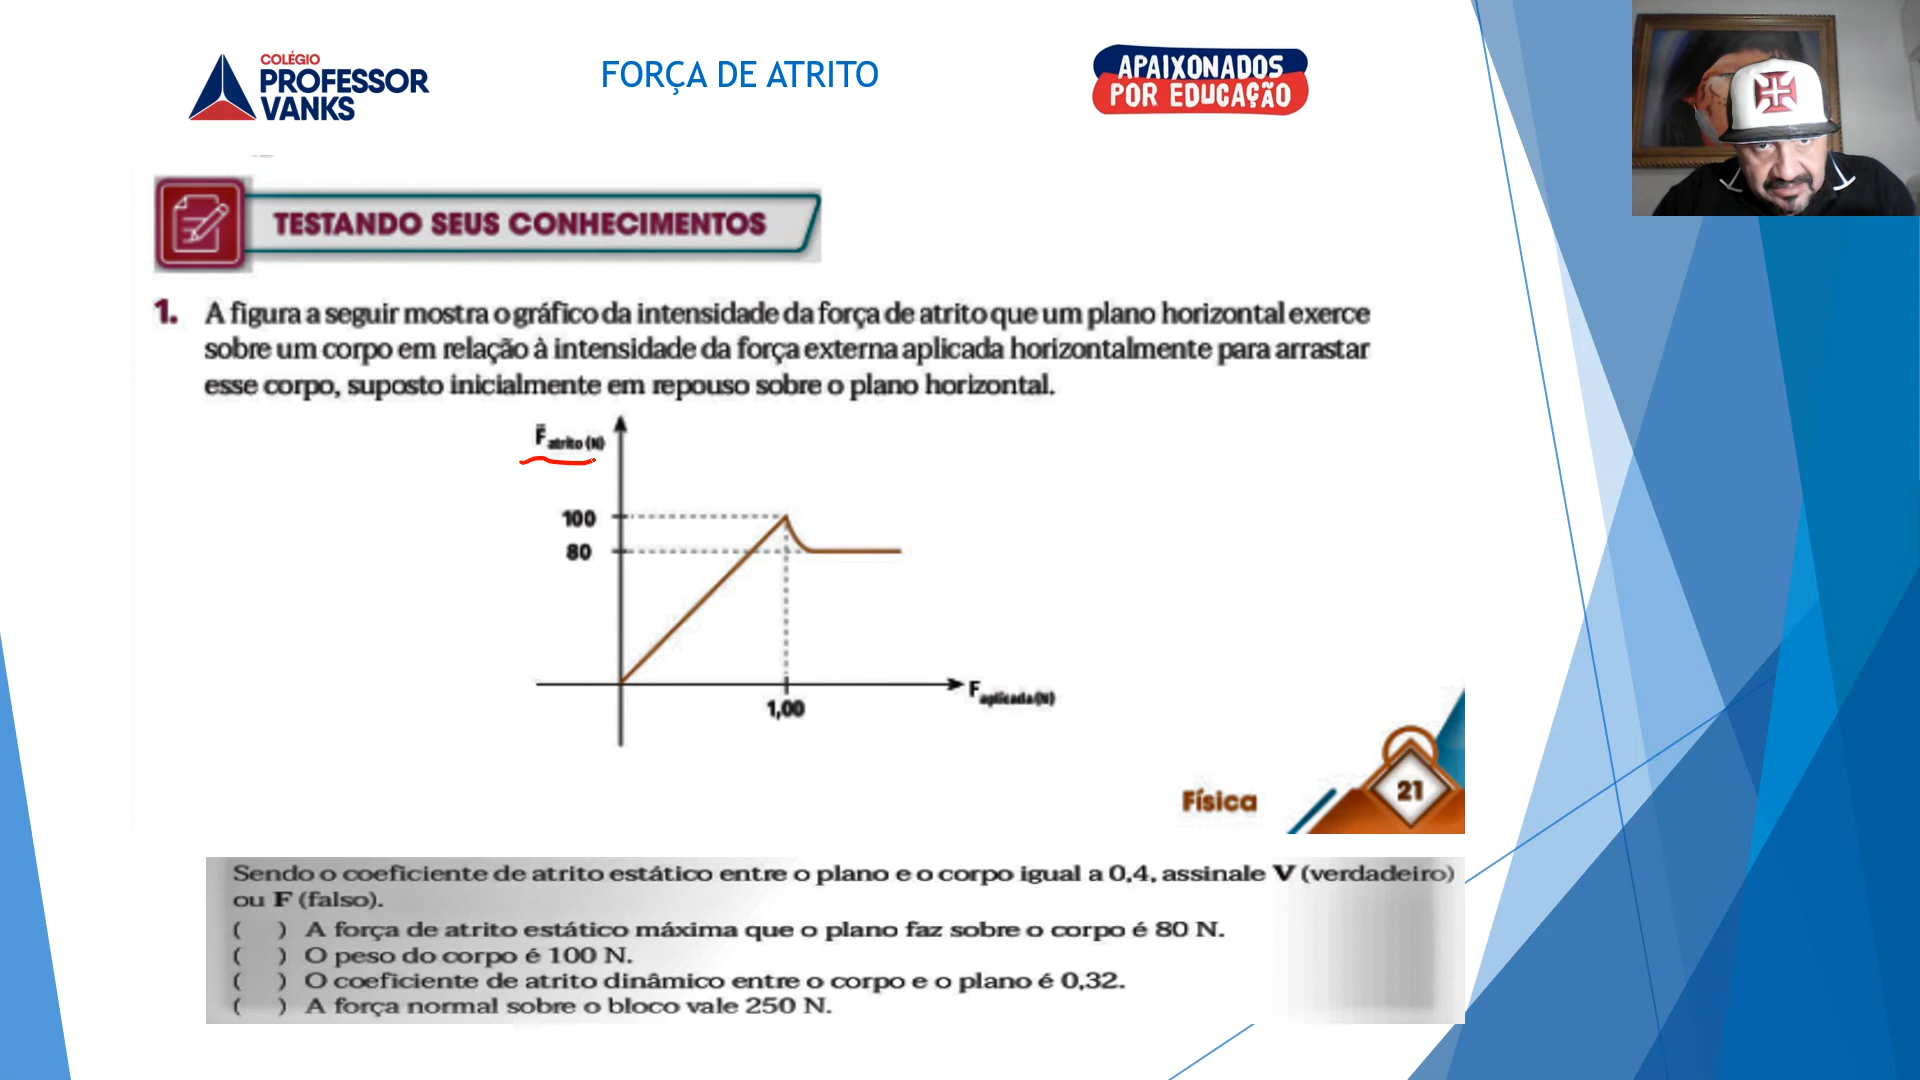 COLÉGIO
PROFESSOR
VANKS
FORÇA DE ATRITO
APAIXONADOS
POR EDUCAÇÃO
TESTANDO SEUS CONHECIMENTOS
1. A figura a seguir mostra o gráfico da intensidade da força de atrito que um plano horizontal exerce
sobre um corpo em relação à intensidade da força externa aplicada horizontalmente para arrastar
esse corpo, suposto inicialmente em repouso sobre o plano horizontal.
F atrito (N)
100
80
1,00
F aplicada (N)
Física
21
Sendo o coeficiente de atrito estático entre o plano e o corpo igual a 0,4, assinale V (verdadeiro)
ou F (falso).
( ) A força de atrito estático máxima que o plano faz sobre o corpo é 80 N.
( ) O peso do corpo é 100 N.
( ) O coeficiente de atrito dinâmico entre o corpo e o plano é 0,32.
( ) A força normal sobre o bloco vale 250 N.